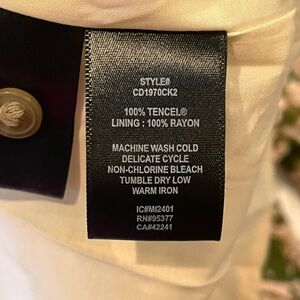 STYLE#
CD1970CK2
100% TENCEL®
LINING : 100% RAYON
MACHINE WASH COLD
DELICATE CYCLE
NON-CHLORINE BLEACH
TUMBLE DRY LOW
WARM IRON
IC#MI2401
RN#95377
CA#42241